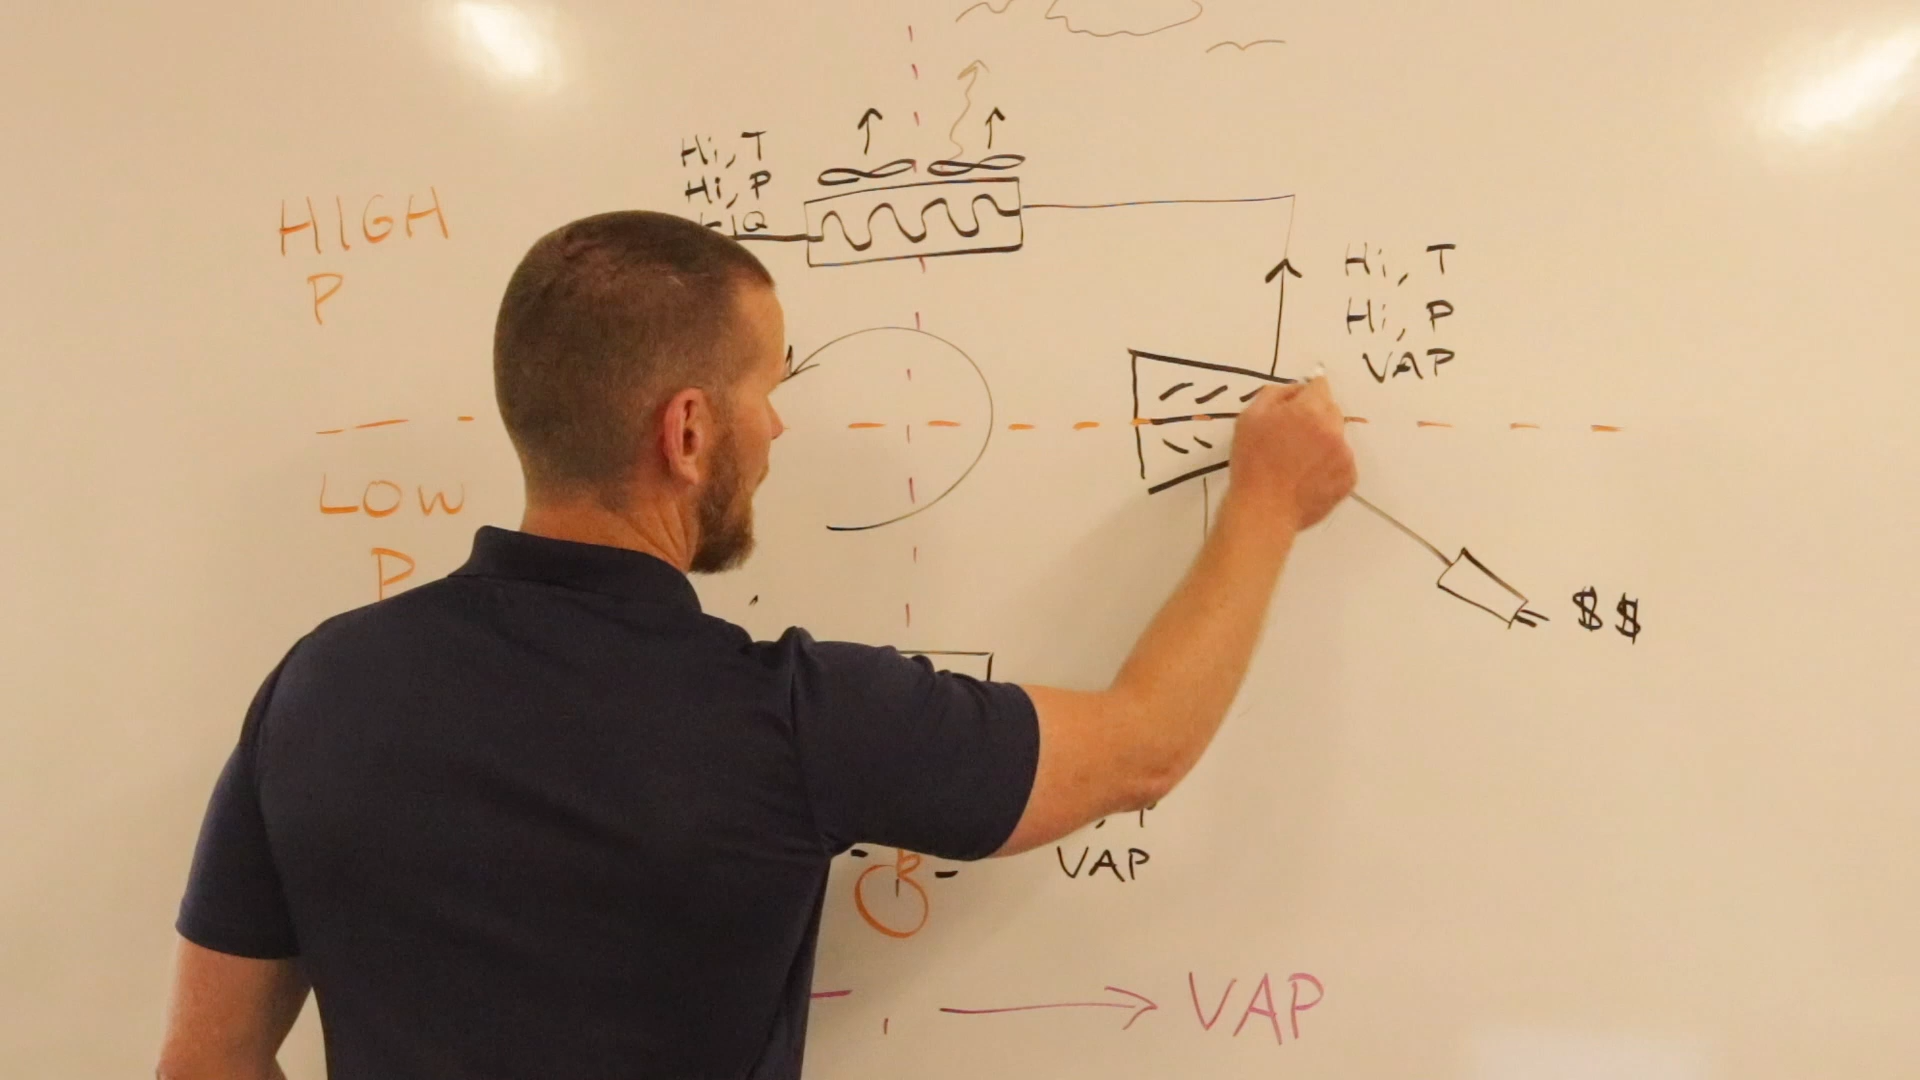 Hi, T
Hi, P
LIQ
HIGH
P
Hi, T
Hi, P
VAP
LOW
P
$$
VAP
VAP